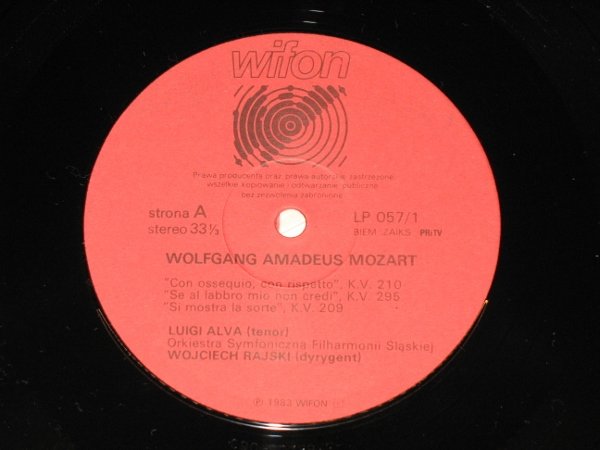 wifon
Prawa producenta oraz prawa autorskie zastrzeżone
wszelkie kopiowanie i odtwarzanie publiczne
bez zezwolenia zabronione
strona A
LP 057/1
stereo 33⅓
BIEM ZAIKS PRiTV
WOLFGANG AMADEUS MOZART
"Con ossequio, con rispetto", K.V. 210
"Se al labbro mio non credi", K.V. 295
"Si mostra la sorte", K.V. 209
LUIGI ALVA (tenor)
Orkiestra Symfoniczna Filharmonii Śląskiej
WOJCIECH RAJSKI (dyrygent)
℗ 1983 WIFON